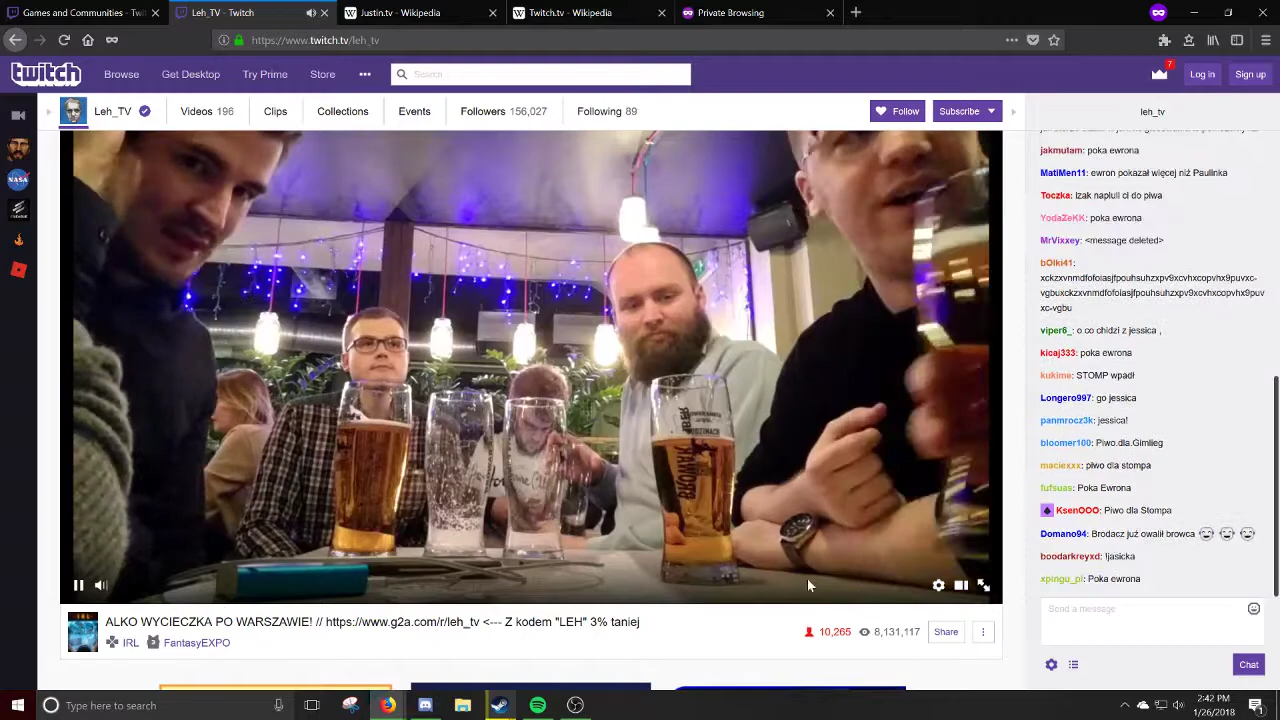 Games and Communities - Twi
Leh_TV - Twitch
Justin.tv - Wikipedia
Twitch.tv – Wikipedia
Private Browsing
https://www.twitch.tv/leh_tv
twitch
Browse
Get Desktop
Try Prime
Store
Search
7
Log in
Sign up
Leh_TV
Videos 196
Clips
Collections
Events
Followers 156,027
Following 89
Follow
Subscribe
leh_tv
jakmutam: poka ewrona
MatiMen11: ewron pokazał więcej niż Paulinka
Toczka: izak napluli ci do piwa
YodaZeKK: poka ewrona
MrVixxey: <message deleted>
bOlki41:
xckzxvnmdfofoiasjfpouhsuhzxpv9xcvhxcopvhx9puvxc-
vgbuxckzxvnmdfofoiasjfpouhsuhzxpv9xcvhxcopvhx9puv
xc-vgbu
viper6_: o co chidzi z jessica ,
kicaj333: poka ewrona
kukime: STOMP wpadł
Longero997: go jessica
panmrocz3k: jessica!
bloomer100: Piwo.dla.Gimlieg
maciexxx: piwo dla stompa
fufsuas: Poka Ewrona
KsenOOO: Piwo dla Stompa
Domano94: Brodacz już owalił browca
boodarkeyxd: !jasicka
xpingu_pl: Poka ewrona
Send a message
Chat
ALKO WYCIECZKA PO WARSZAWIE! // https://www.g2a.com/r/leh_tv <--- Z kodem "LEH" 3% taniej
IRL
FantasyEXPO
10,265
8,131,117
Share
Type here to search
2:42 PM
1/26/2018